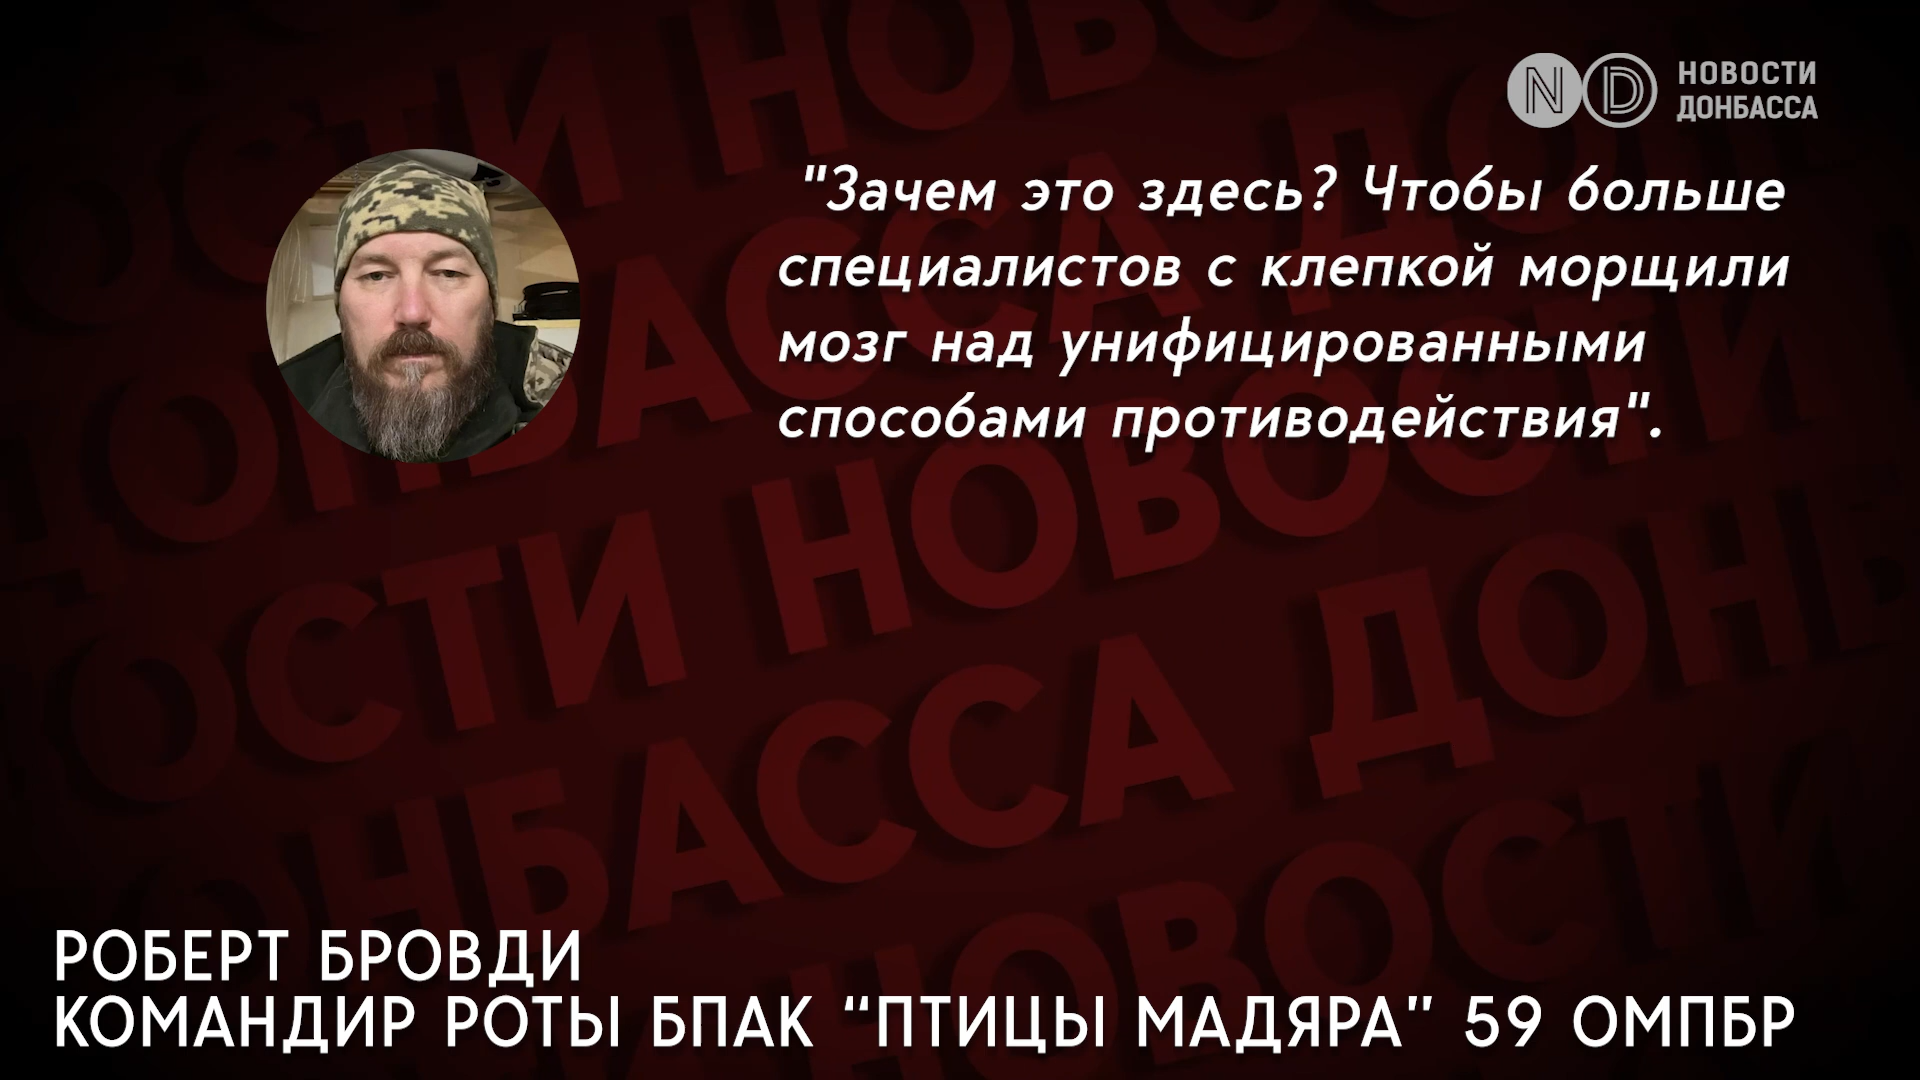 НОВОСТИ
ДОНБАССА
"Зачем это здесь? Чтобы больше
специалистов с клепкой морщили
мозг над унифицированными
способами противодействия".
РОБЕРТ БРОВДИ
КОМАНДИР РОТЫ БПАК “ПТИЦЫ МАДЯРА” 59 ОМПБР